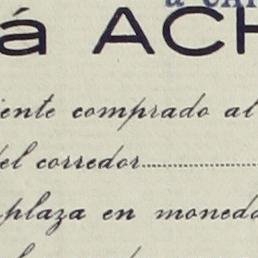 á ACH
iente comprado al
del corredor
plaza en moneda